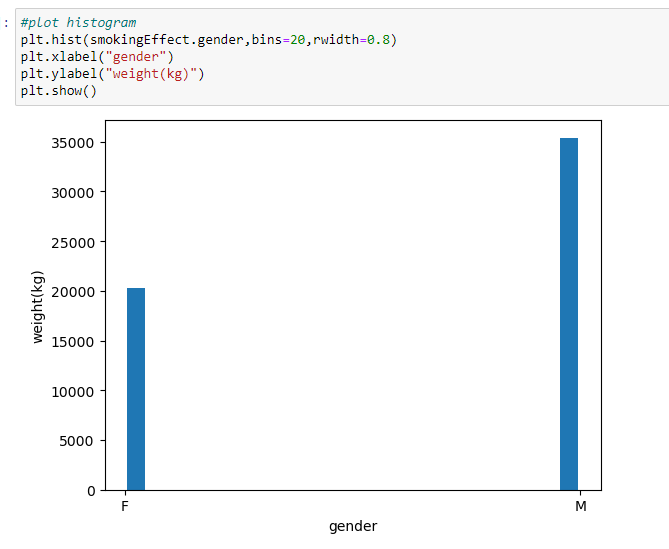 : #plot histogram
plt.hist(smokingEffect.gender,bins=20,rwidth=0.8)
plt.xlabel("gender")
plt.ylabel("weight(kg)")
plt.show()
35000
30000
25000
20000
15000
10000
5000
0
weight(kg)
F
M
gender